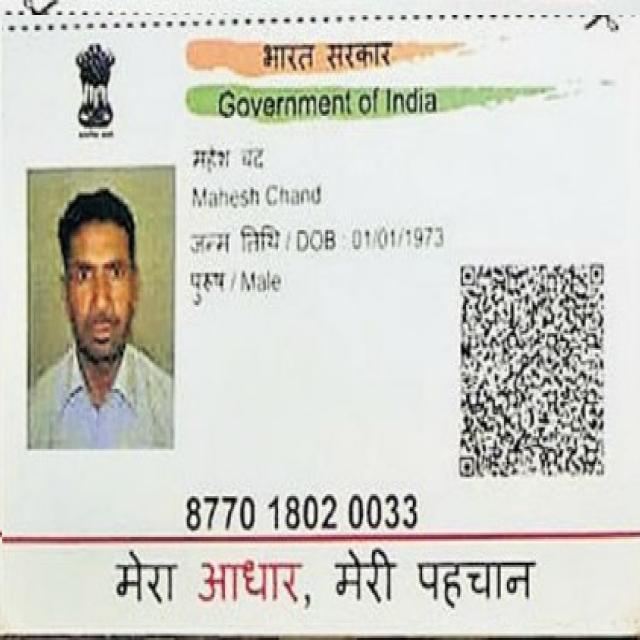 भारत सरकार
Government of India
महेश चंद
Mahesh Chand
जन्म तिथि / DOB : 01/01/1973
पुरुष / Male
8770 1802 0033
मेरा आधार, मेरी पहचान